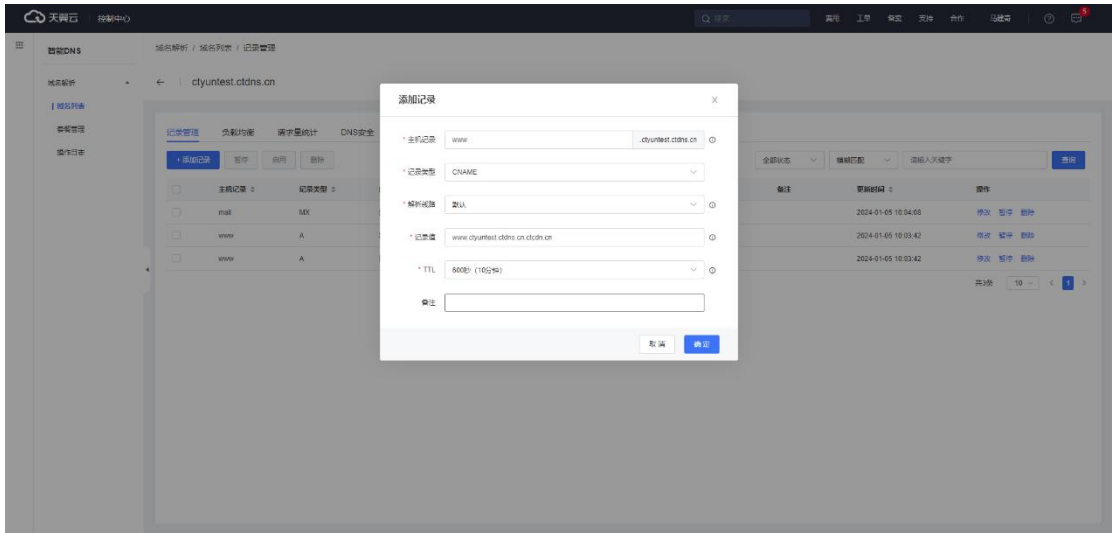 天翼云 控制中心 搜索 费用 工单 备案 支持 合作 5
智能DNS 域名解析 / 域名列表 / 记录管理
域名解析 ← ctyuntest.ctdns.cn
域名列表
套餐管理
操作日志
记录管理 负载均衡 请求量统计 DNS安全
+ 添加记录 暂停 启用 删除 全部状态 模糊匹配 请输入关键字 查询
主机记录 记录类型 备注 更新时间 操作
mail MX 2024-01-05 10:04:08 修改 暂停 删除
www A 2024-01-05 10:03:42 修改 暂停 删除
www A 2024-01-05 10:03:42 修改 暂停 删除
共3条 10 < 1 >
添加记录 ×
* 主机记录 www .ctyuntest.ctdns.cn
* 记录类型 CNAME
* 解析线路 默认
* 记录值 www.ctyuntest.ctdns.cn.ctcdn.cn
* TTL 600秒（10分钟）
备注
取消 确定